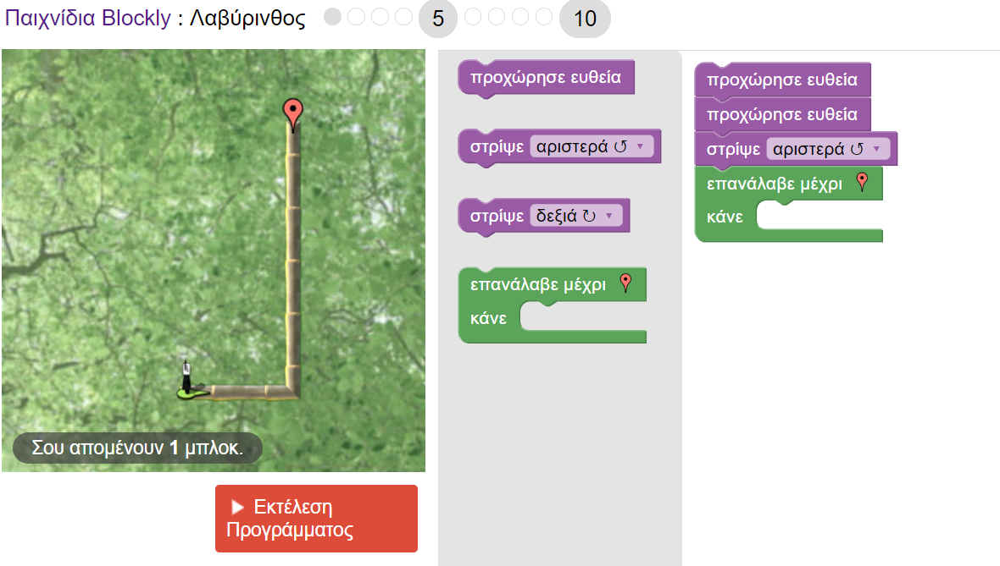 Παιχνίδια Blockly : Λαβύρινθος 5 10
Σου απομένουν 1 μπλοκ.
Εκτέλεση
Προγράμματος
προχώρησε ευθεία
στρίψε αριστερά ↺ ▾
στρίψε δεξιά ↻ ▾
επανάλαβε μέχρι
κάνε
προχώρησε ευθεία
προχώρησε ευθεία
στρίψε αριστερά ↺ ▾
επανάλαβε μέχρι
κάνε